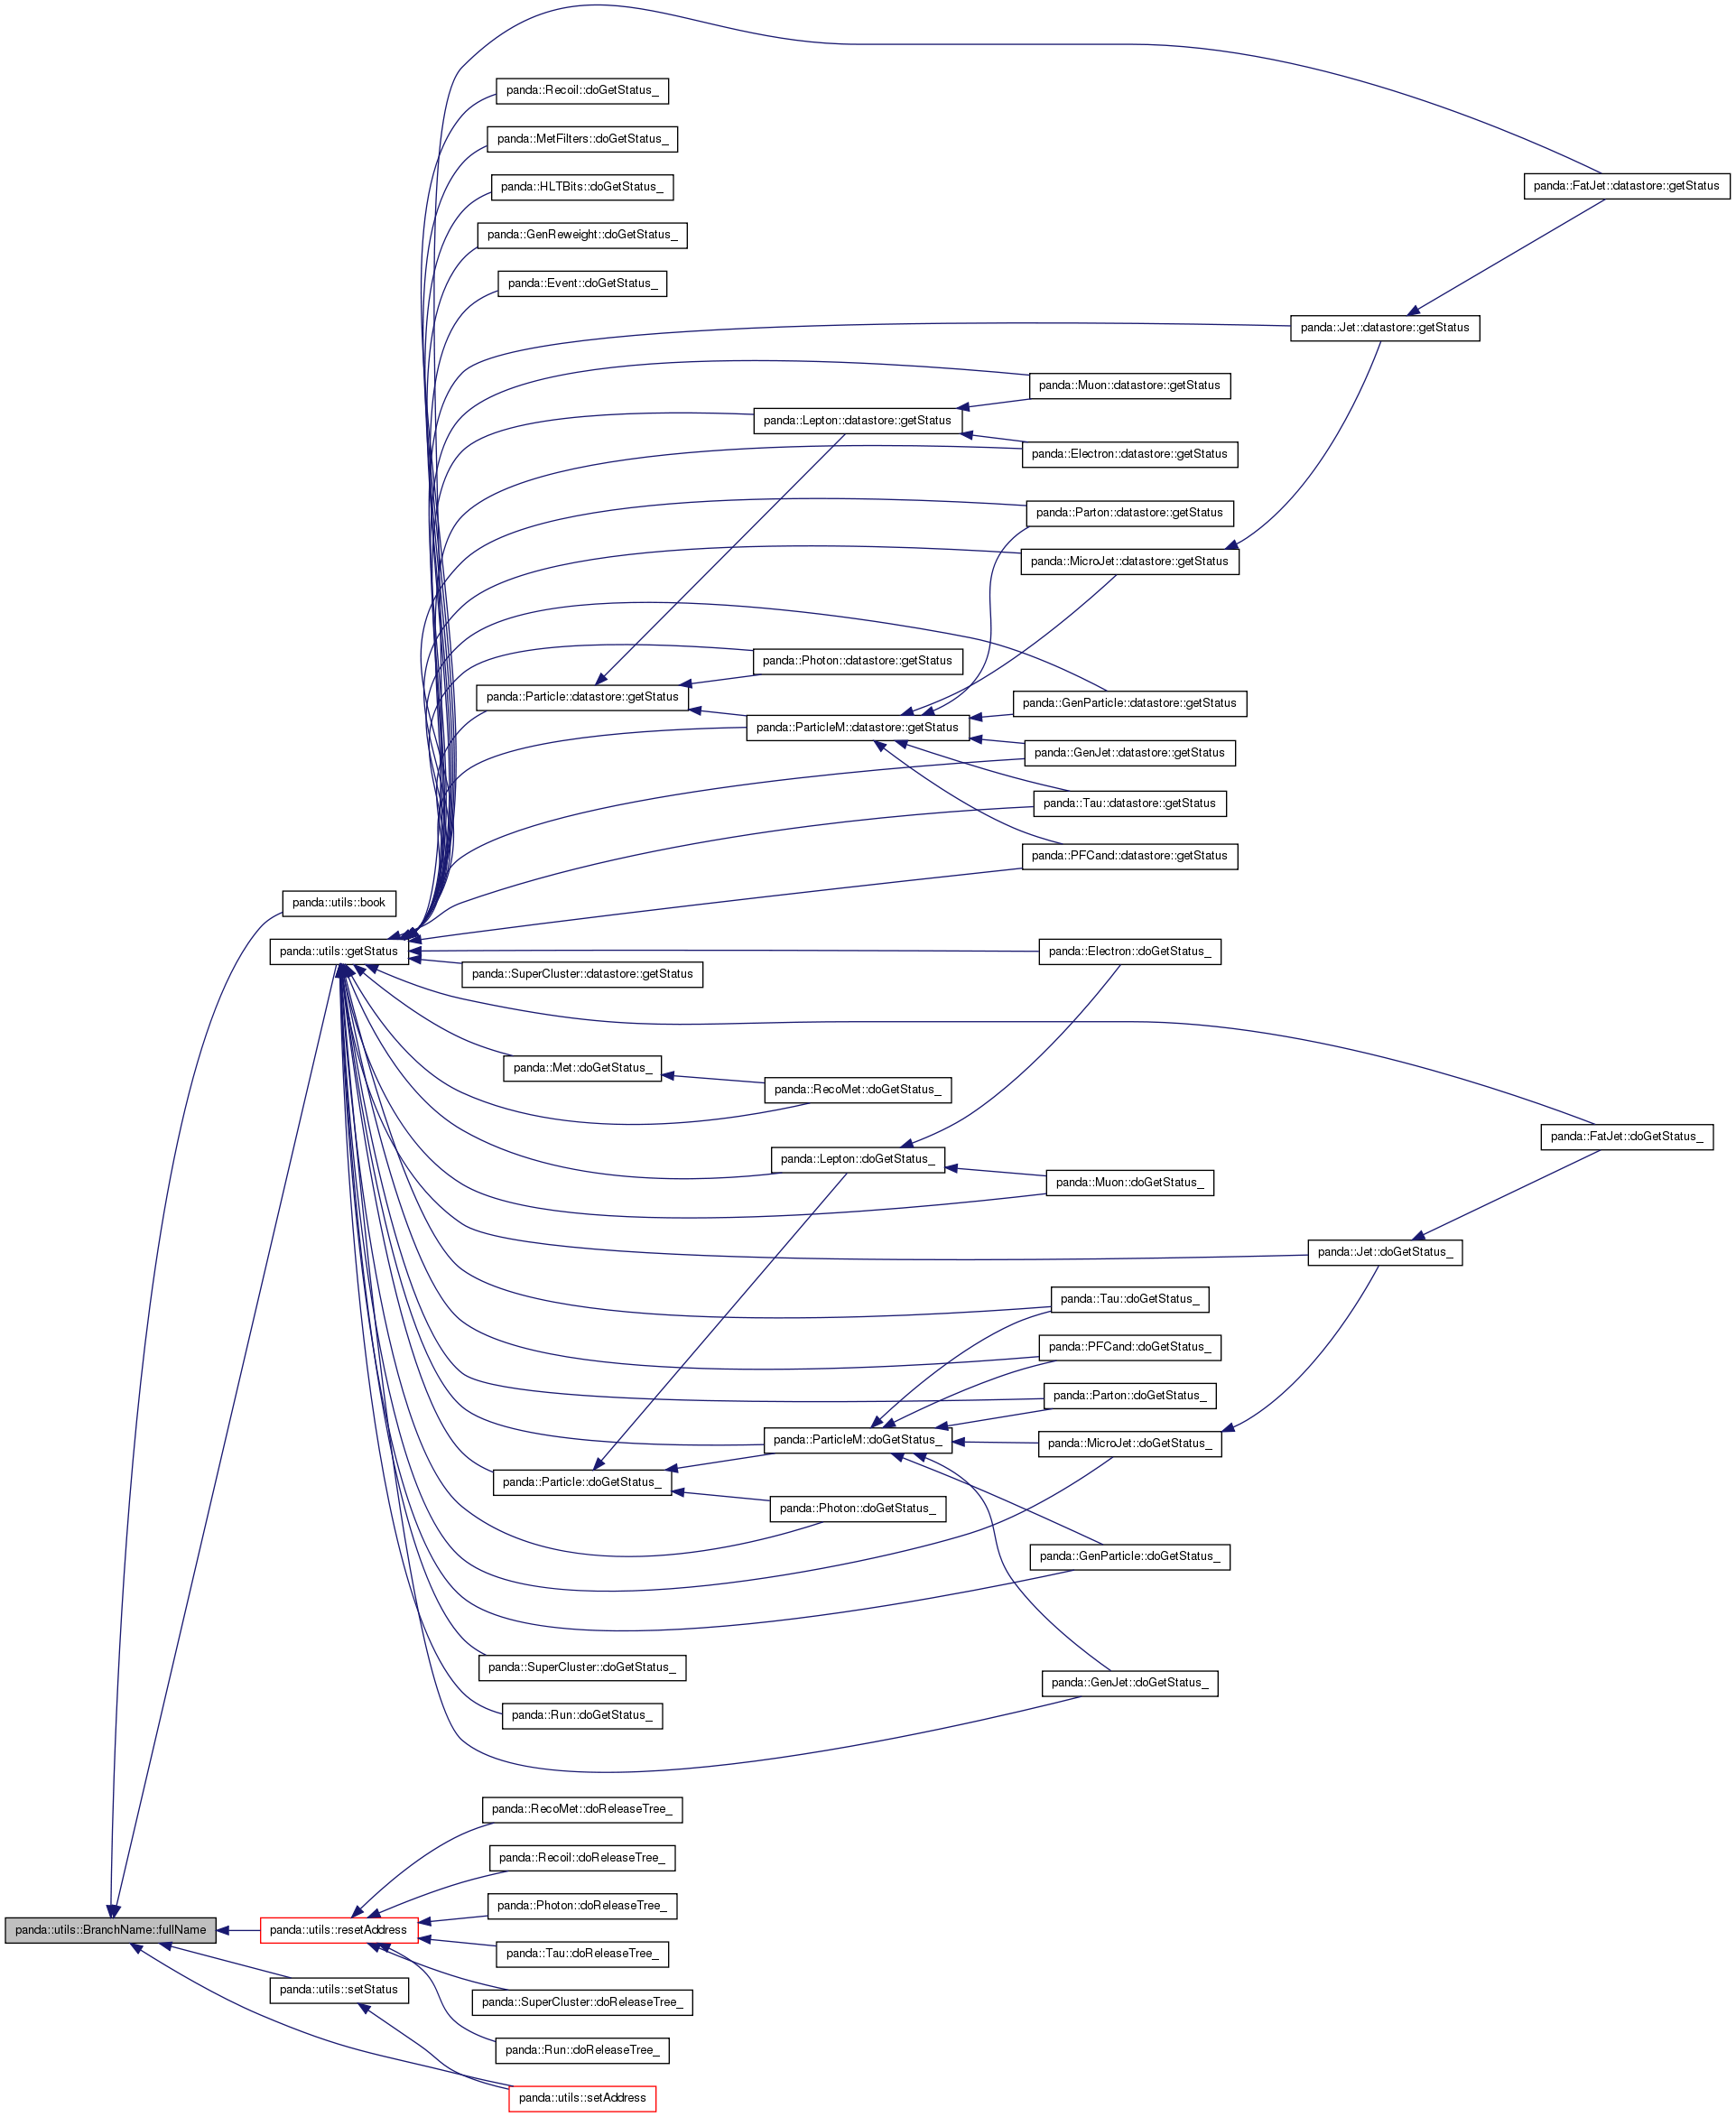 panda::Recoil::doGetStatus_
panda::MetFilters::doGetStatus_
panda::HLTBits::doGetStatus_
panda::FatJet::datastore::getStatus
panda::GenReweight::doGetStatus_
panda::Event::doGetStatus_
panda::Jet::datastore::getStatus
panda::Muon::datastore::getStatus
panda::Lepton::datastore::getStatus
panda::Electron::datastore::getStatus
panda::Parton::datastore::getStatus
panda::MicroJet::datastore::getStatus
panda::Photon::datastore::getStatus
panda::Particle::datastore::getStatus
panda::GenParticle::datastore::getStatus
panda::ParticleM::datastore::getStatus
panda::GenJet::datastore::getStatus
panda::Tau::datastore::getStatus
panda::PFCand::datastore::getStatus
panda::utils::book
panda::utils::getStatus
panda::Electron::doGetStatus_
panda::SuperCluster::datastore::getStatus
panda::Met::doGetStatus_
panda::RecoMet::doGetStatus_
panda::FatJet::doGetStatus_
panda::Lepton::doGetStatus_
panda::Muon::doGetStatus_
panda::Jet::doGetStatus_
panda::Tau::doGetStatus_
panda::PFCand::doGetStatus_
panda::Parton::doGetStatus_
panda::ParticleM::doGetStatus_
panda::MicroJet::doGetStatus_
panda::Particle::doGetStatus_
panda::Photon::doGetStatus_
panda::GenParticle::doGetStatus_
panda::SuperCluster::doGetStatus_
panda::GenJet::doGetStatus_
panda::Run::doGetStatus_
panda::RecoMet::doReleaseTree_
panda::Recoil::doReleaseTree_
panda::Photon::doReleaseTree_
panda::utils::BranchName::fullName
panda::utils::resetAddress
panda::Tau::doReleaseTree_
panda::utils::setStatus
panda::SuperCluster::doReleaseTree_
panda::Run::doReleaseTree_
panda::utils::setAddress